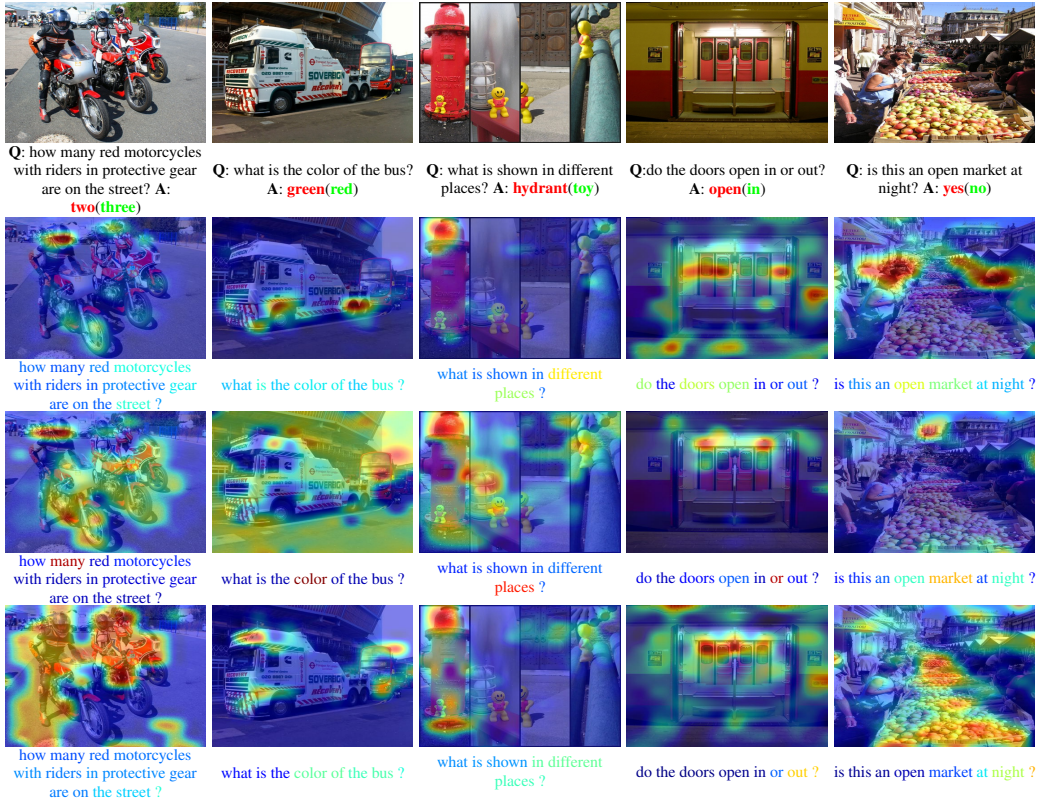 RECOVERY
SOVEREIGN
RECOVERY
Q: how many red motorcycles
with riders in protective gear
are on the street? A:
two(three)
Q: what is the color of the bus?
A: green(red)
Q: what is shown in different
places? A: hydrant(toy)
Q:do the doors open in or out?
A: open(in)
Q: is this an open market at
night? A: yes(no)
SOVEREIGN
how many red motorcycles
with riders in protective gear
are on the street ?
what is the color of the bus ?
what is shown in different
places ?
do the doors open in or out ?
is this an open market at night ?
SOVEREIGN
how many red motorcycles
with riders in protective gear
are on the street ?
what is the color of the bus ?
what is shown in different
places ?
do the doors open in or out ?
is this an open market at night ?
SOVEREIGN
how many red motorcycles
with riders in protective gear
are on the street ?
what is the color of the bus ?
what is shown in different
places ?
do the doors open in or out ?
is this an open market at night ?